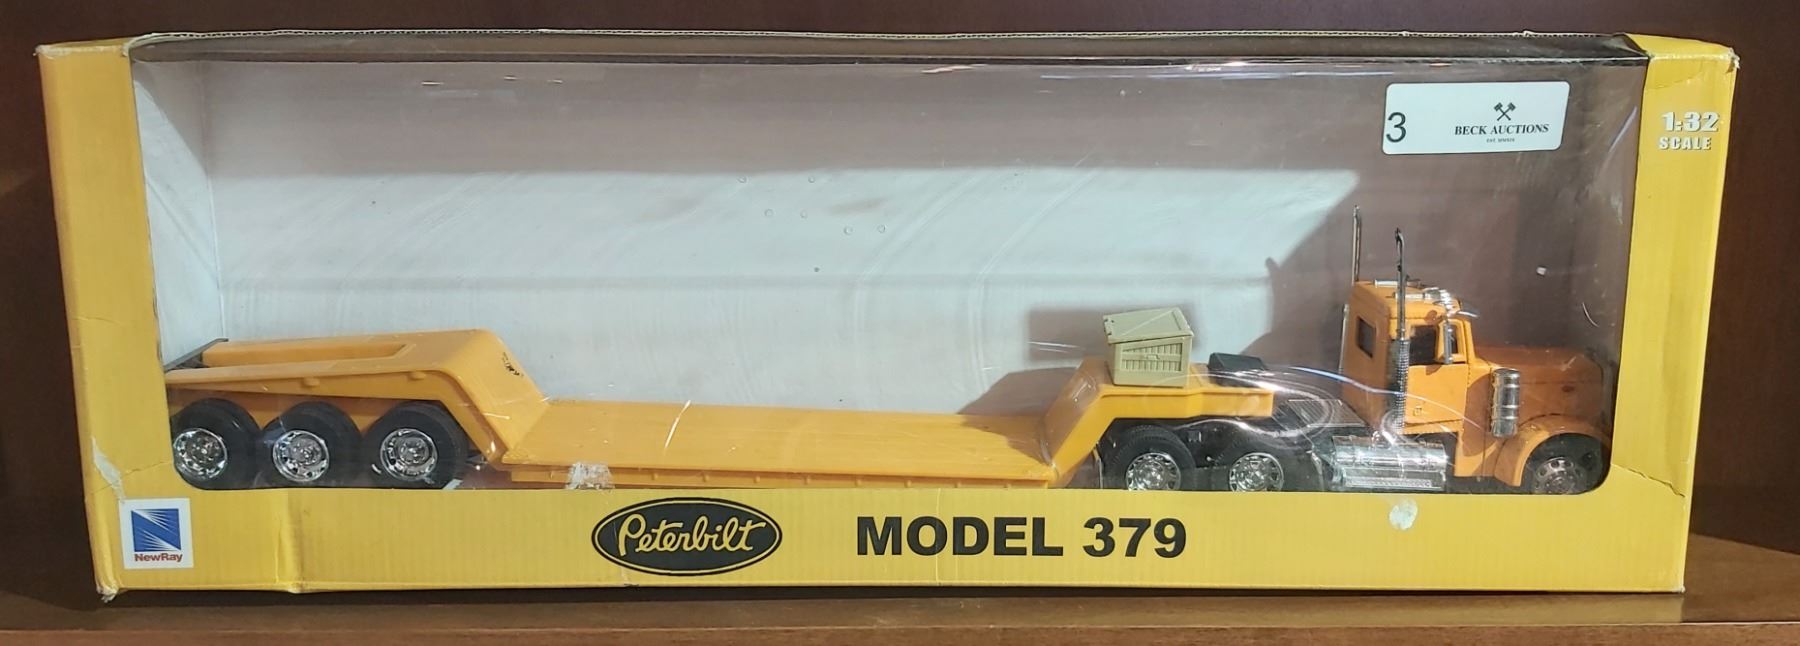 3
BECK AUCTIONS
1:32
SCALE
NewRay
Peterbilt
MODEL 379